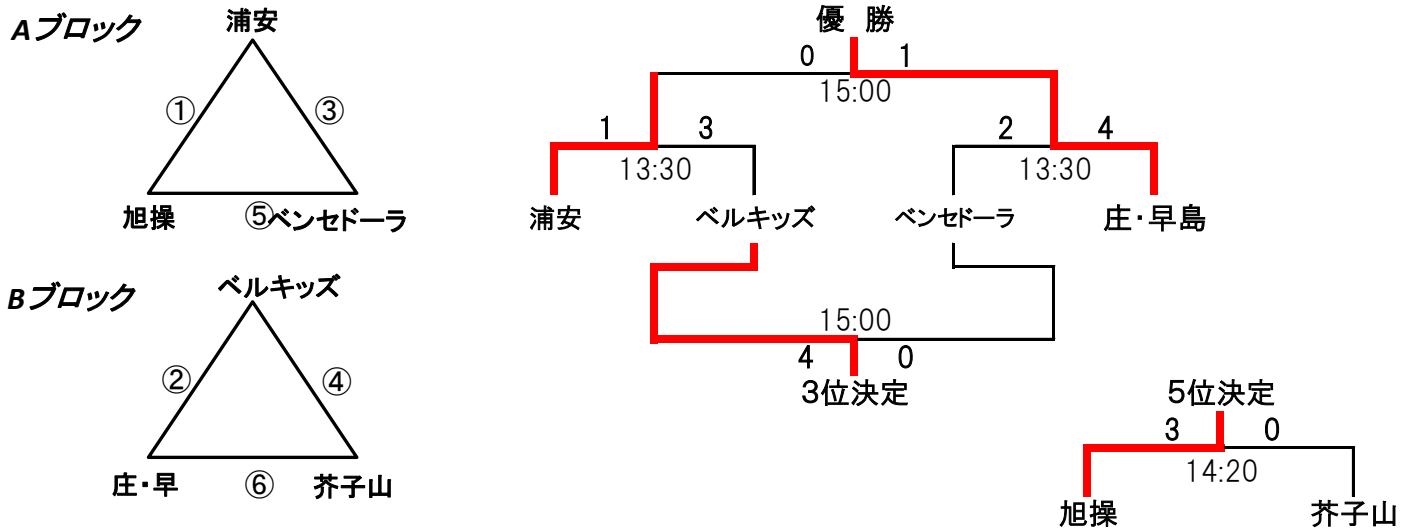 Aブロック
浦安
①
③
旭操
⑤
ベンセドーラ
Bブロック
ベルキッズ
②
④
庄・早
⑥
芥子山
優 勝
0 1
15:00
1 3
2 4
13:30
13:30
浦安
ベルキッズ
ベンセドーラ
庄・早島
15:00
4 0
3位決定
5位決定
3 0
14:20
旭操
芥子山